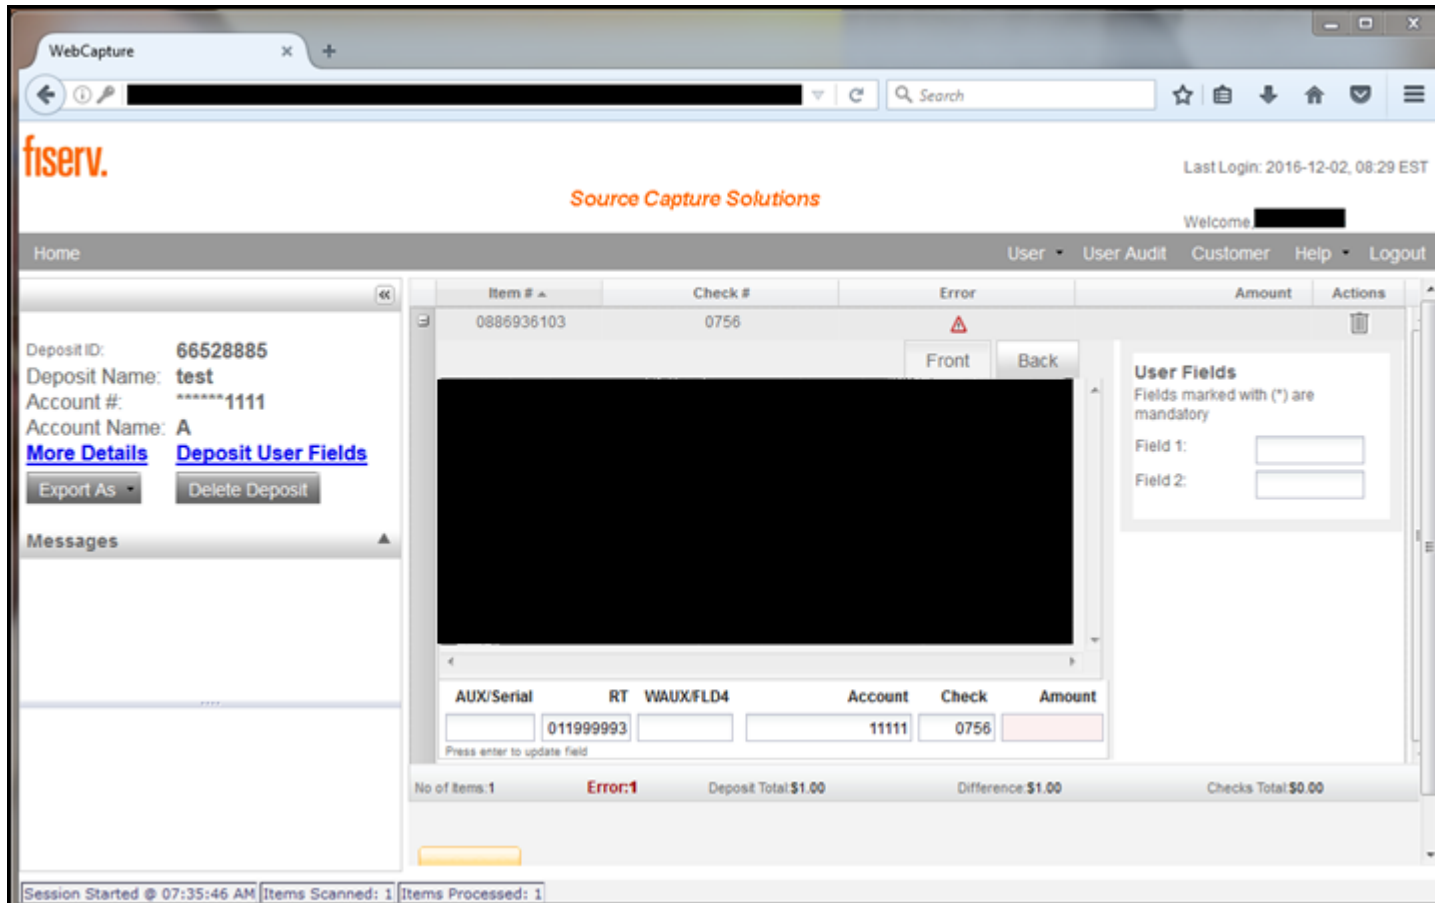 WebCapture
Search
fiserv.
Last Login: 2016-12-02, 08:29 EST
Source Capture Solutions
Welcome,
Home User User Audit Customer Help Logout
Item # Check # Error Amount Actions
0886936103 0756
Front Back
Deposit ID: 66528885
Deposit Name: test
Account #: ******1111
Account Name: A
More Details Deposit User Fields
Export As Delete Deposit
Messages
User Fields
Fields marked with (*) are
mandatory
Field 1:
Field 2:
AUX/Serial RT WAUX/FLD4 Account Check Amount
011999993 11111 0756
Press enter to update field
No of Items:1 Error:1 Deposit Total:$1.00 Difference:$1.00 Checks Total:$0.00
Session Started @ 07:35:46 AM Items Scanned: 1 Items Processed: 1